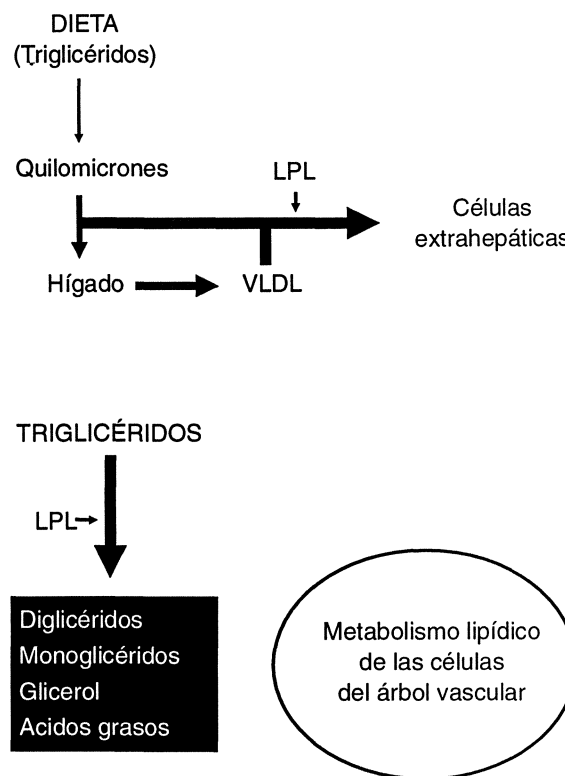 DIETA
(Triglicéridos)
Quilomicrones
LPL
Células
extrahepáticas
Hígado
VLDL
TRIGLICÉRIDOS
LPL
Diglicéridos
Monoglicéridos
Glicerol
Acidos grasos
Metabolismo lipídico
de las células
del árbol vascular